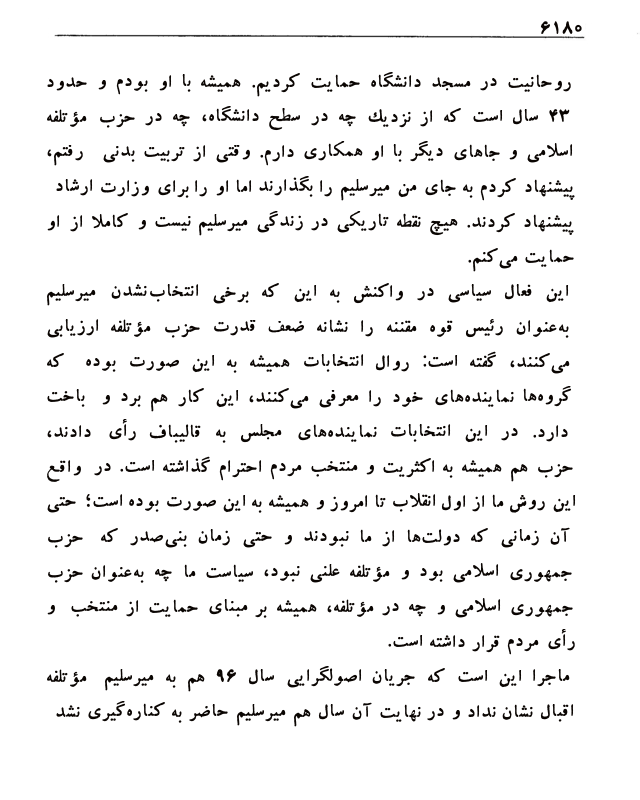 ۶۱۸۰
روحانیت در مسجد دانشگاه حمایت کردیم. همیشه با او بودم و حدود
۴۳ سال است که از نزدیك چه در سطح دانشگاه، چه در حزب مؤتلفه
اسلامی و جاهای دیگر با او همکاری دارم. وقتی از تربیت بدنی رفتم،
پیشنهاد کردم به جای من میرسلیم را بگذارند اما او را برای وزارت ارشاد
پیشنهاد کردند. هیچ نقطه تاریکی در زندگی میرسلیم نیست و کاملا از او
حمایت می‌کنم.
این فعال سیاسی در واکنش به این که برخی انتخاب‌نشدن میرسلیم
به‌عنوان رئیس قوه مقننه را نشانه ضعف قدرت حزب مؤتلفه ارزیابی
می‌کنند، گفته است: روال انتخابات همیشه به این صورت بوده که
گروه‌ها نماینده‌های خود را معرفی می‌کنند، این کار هم برد و باخت
دارد. در این انتخابات نماینده‌های مجلس به قالیباف رأی دادند،
حزب هم همیشه به اکثریت و منتخب مردم احترام گذاشته است. در واقع
این روش ما از اول انقلاب تا امروز و همیشه به این صورت بوده است؛ حتی
آن زمانی که دولت‌ها از ما نبودند و حتی زمان بنی‌صدر که حزب
جمهوری اسلامی بود و مؤتلفه علنی نبود، سیاست ما چه به‌عنوان حزب
جمهوری اسلامی و چه در مؤتلفه، همیشه بر مبنای حمایت از منتخب و
رأی مردم قرار داشته است.
ماجرا این است که جریان اصولگرایی سال ۹۶ هم به میرسلیم مؤتلفه
اقبال نشان نداد و در نهایت آن سال هم میرسلیم حاضر به کناره‌گیری نشد